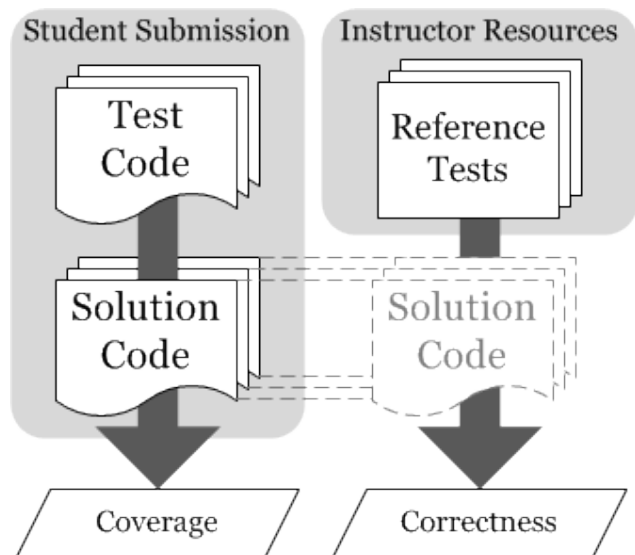 Student Submission
Test
Code
Solution
Code
Coverage
Instructor Resources
Reference
Tests
Solution
Code
Correctness